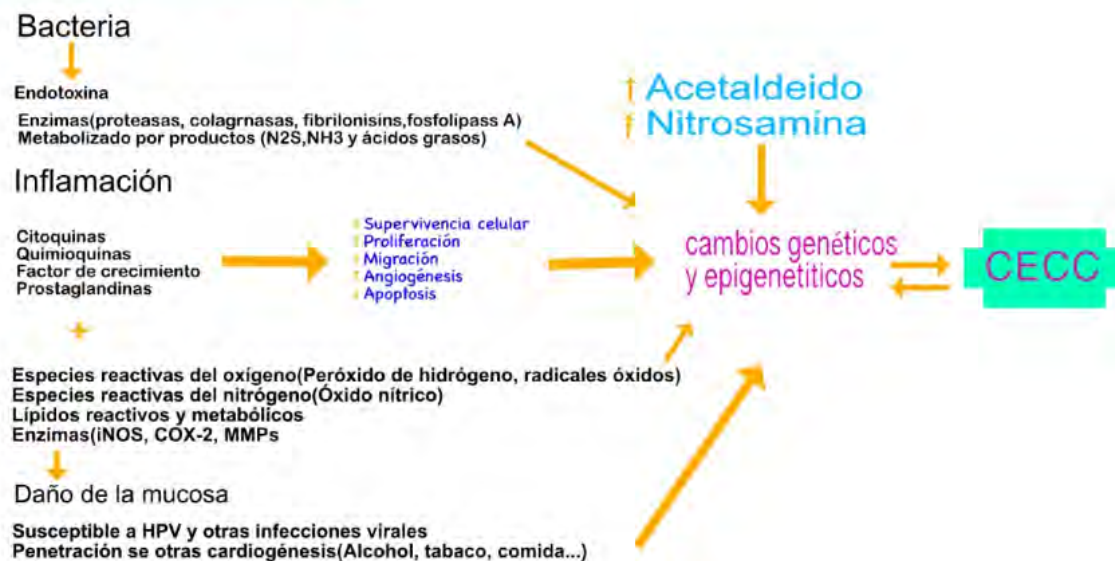 Bacteria
Endotoxina
Enzimas(proteasas, colagrnasas, fibrilonisins,fosfolipass A)
Metabolizado por productos (N2S,NH3 y ácidos grasos)
↑ Acetaldeido
↑ Nitrosamina
Inflamación
Citoquinas
Quimioquinas
Factor de crecimiento
Prostaglandinas
↑ Supervivencia celular
↑ Proliferación
↑ Migración
↑ Angiogénesis
↓ Apoptosis
cambios genéticos
y epigenetíticos
CECC
+
Especies reactivas del oxígeno(Peróxido de hidrógeno, radicales óxidos)
Especies reactivas del nitrógeno(Óxido nítrico)
Lípidos reactivos y metabólicos
Enzimas(iNOS, COX-2, MMPs
Daño de la mucosa
Susceptible a HPV y otras infecciones virales
Penetración se otras cardiogénesis(Alcohol, tabaco, comida...)